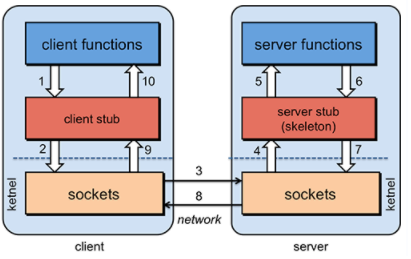 client functions
server functions
1
10
5
6
client stub
server stub
(skeleton)
2
9
3
4
7
ketnel
sockets
8
sockets
ketnel
network
client
server